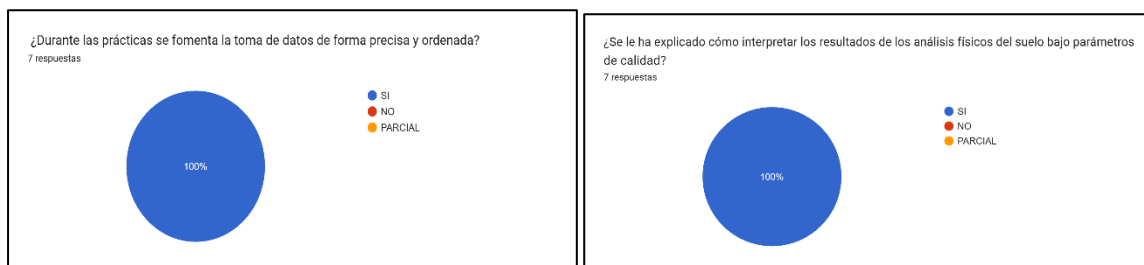 ¿Durante las prácticas se fomenta la toma de datos de forma precisa y ordenada?
7 respuestas
SI
NO
PARCIAL
100%
¿Se le ha explicado cómo interpretar los resultados de los análisis físicos del suelo bajo parámetros
de calidad?
7 respuestas
SI
NO
PARCIAL
100%